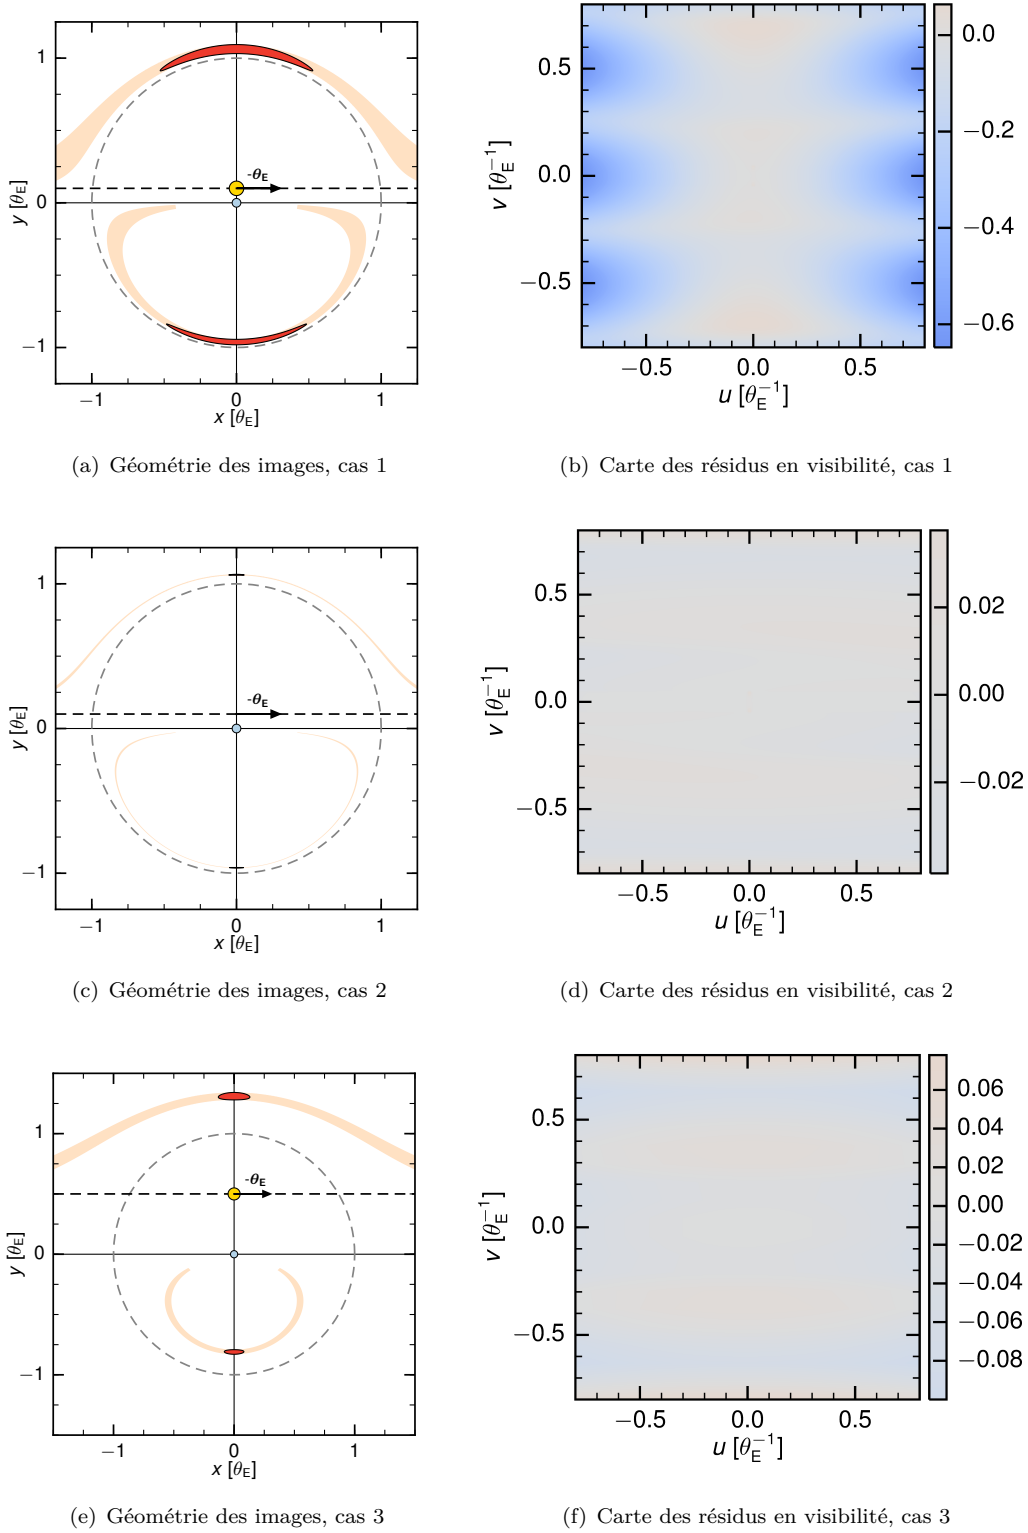 1
0
−1
y [θE]
-θE
−1
0
1
x [θE]
0.5
0.0
−0.5
v [θE−1]
−0.5
0.0
0.5
u [θE−1]
0.0
−0.2
−0.4
−0.6
(a) Géométrie des images, cas 1
(b) Carte des résidus en visibilité, cas 1
1
0
−1
y [θE]
-θE
−1
0
1
x [θE]
0.5
0.0
−0.5
v [θE−1]
−0.5
0.0
0.5
u [θE−1]
0.02
0.00
−0.02
(c) Géométrie des images, cas 2
(d) Carte des résidus en visibilité, cas 2
1
0
−1
y [θE]
-θE
−1
0
1
x [θE]
0.5
0.0
−0.5
v [θE−1]
−0.5
0.0
0.5
u [θE−1]
0.06
0.04
0.02
0.00
−0.02
−0.04
−0.06
−0.08
(e) Géométrie des images, cas 3
(f) Carte des résidus en visibilité, cas 3